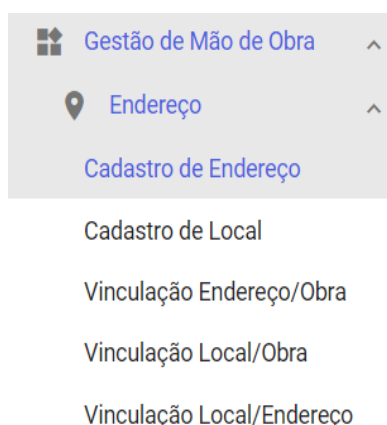 Gestão de Mão de Obra
Endereço
Cadastro de Endereço
Cadastro de Local
Vinculação Endereço/Obra
Vinculação Local/Obra
Vinculação Local/Endereço